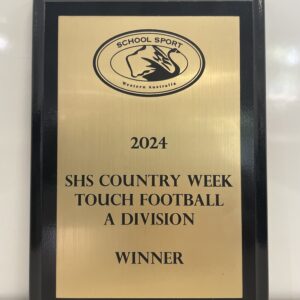 SCHOOL SPORT
Western Australia
2024
SHS COUNTRY WEEK
TOUCH FOOTBALL
A DIVISION
WINNER